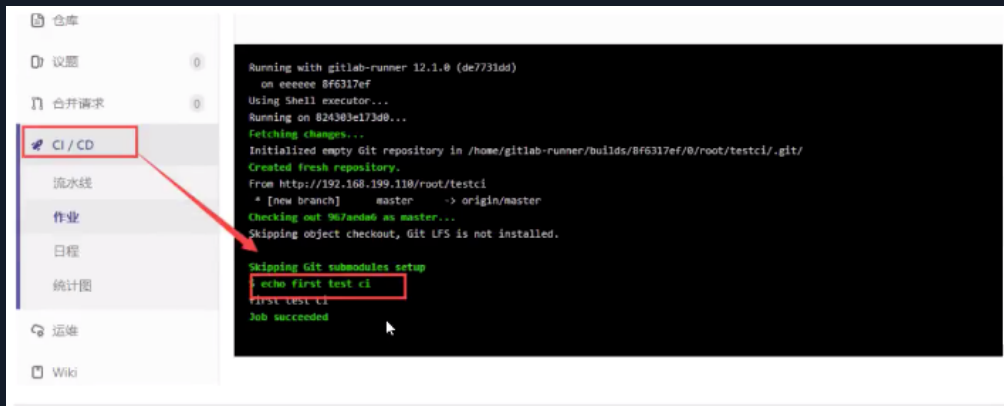 仓库
议题 0
合并请求 0
CI / CD
流水线
作业
日程
统计图
运维
Wiki
Running with gitlab-runner 12.1.0 (de7731dd)
on eeeeee 8f6317ef
Using Shell executor...
Running on 824303e173d0...
Fetching changes...
Initialized empty Git repository in /home/gitlab-runner/builds/8f6317ef/0/root/testci/.git/
Created fresh repository.
From http://192.168.199.110/root/testci
* [new branch] master -> origin/master
Checking out 967aeda6 as master...
Skipping object checkout, Git LFS is not installed.
Skipping Git submodules setup
$ echo first test ci
first test ci
Job succeeded